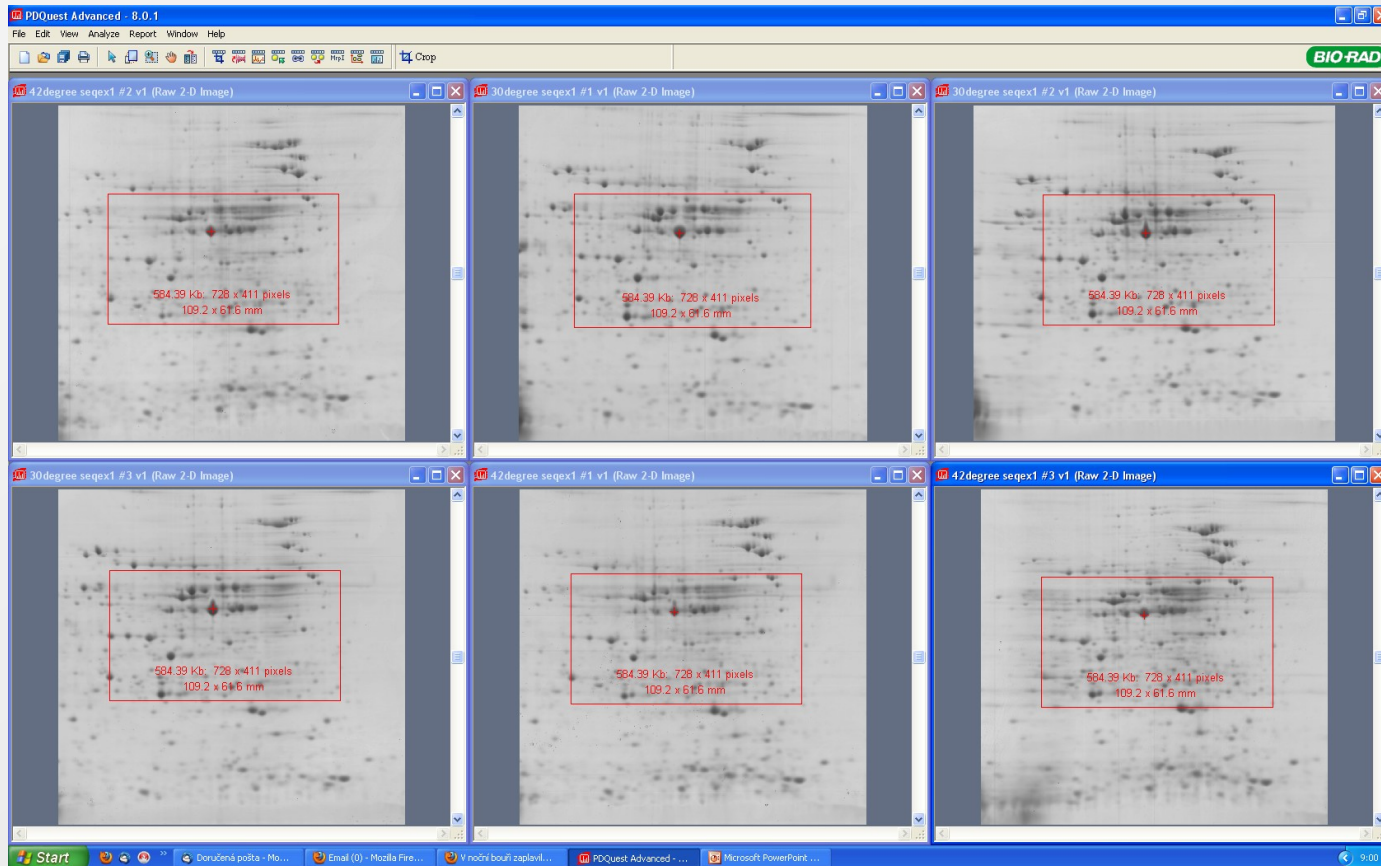 PDQuest Advanced - 8.0.1
File Edit View Analyze Report Window Help
Crop
BIO-RAD
42degree seqex1 #2 v1 (Raw 2-D Image)
584.39 Kb: 728 x 411 pixels
109.2 x 61.6 mm
30degree seqex1 #1 v1 (Raw 2-D Image)
584.39 Kb: 728 x 411 pixels
109.2 x 61.6 mm
30degree seqex1 #2 v1 (Raw 2-D Image)
584.39 Kb: 728 x 411 pixels
109.2 x 61.6 mm
30degree seqex1 #3 v1 (Raw 2-D Image)
584.39 Kb: 728 x 411 pixels
109.2 x 61.6 mm
42degree seqex1 #1 v1 (Raw 2-D Image)
584.39 Kb: 728 x 411 pixels
109.2 x 61.6 mm
42degree seqex1 #3 v1 (Raw 2-D Image)
584.39 Kb: 728 x 411 pixels
109.2 x 61.6 mm
Start
Doručená pošta - Mo...
Email (0) - Mozilla Fire...
V noční bouři zaplavil...
PDQuest Advanced - ...
Microsoft PowerPoint ...
9:00